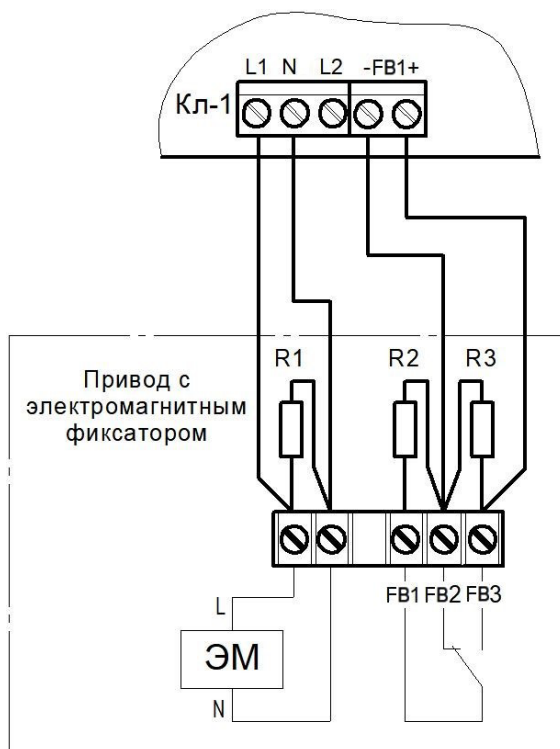 L1 N L2 -FB1+
Кл-1
R1 R2 R3
Привод с
электромагнитным
фиксатором
FB1 FB2 FB3
L
ЭМ
N